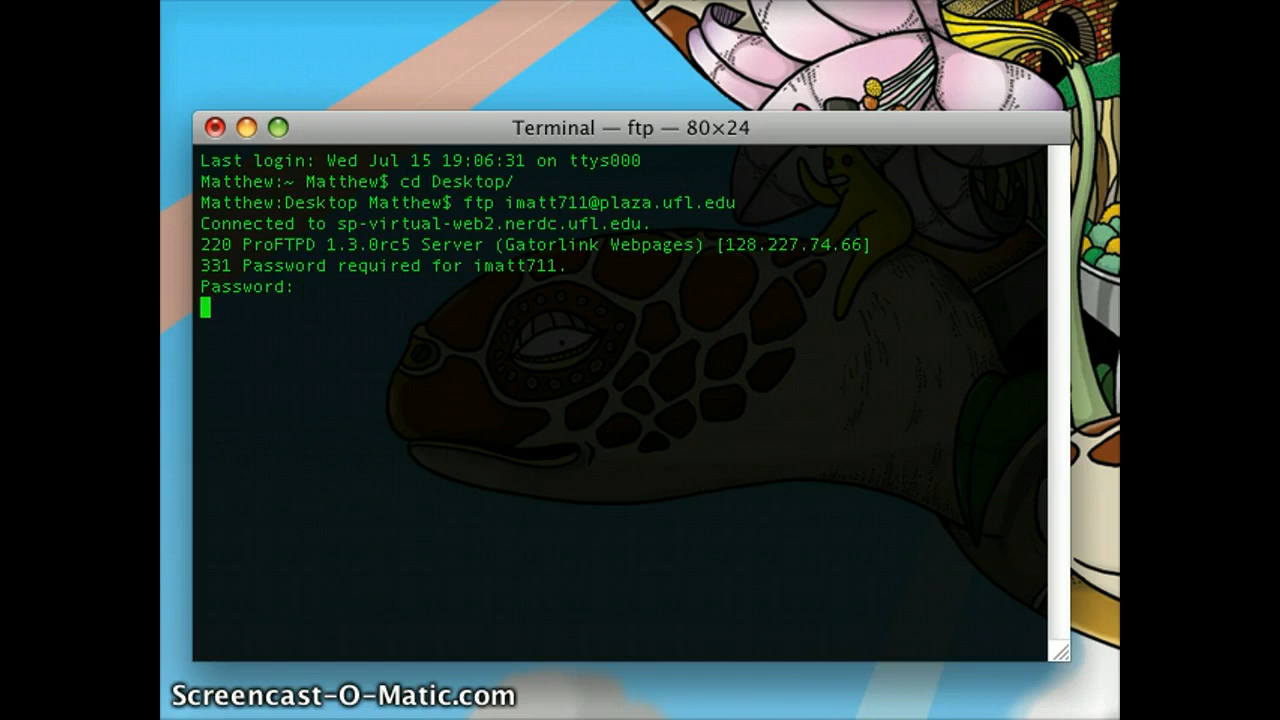 Terminal — ftp — 80×24
Last login: Wed Jul 15 19:06:31 on ttys000
Matthew:~ Matthew$ cd Desktop/
Matthew:Desktop Matthew$ ftp imatt711@plaza.ufl.edu
Connected to sp-virtual-web2.nerdc.ufl.edu.
220 ProFTPD 1.3.0rc5 Server (Gatorlink Webpages) [128.227.74.66]
331 Password required for imatt711.
Password:
Screencast-O-Matic.com